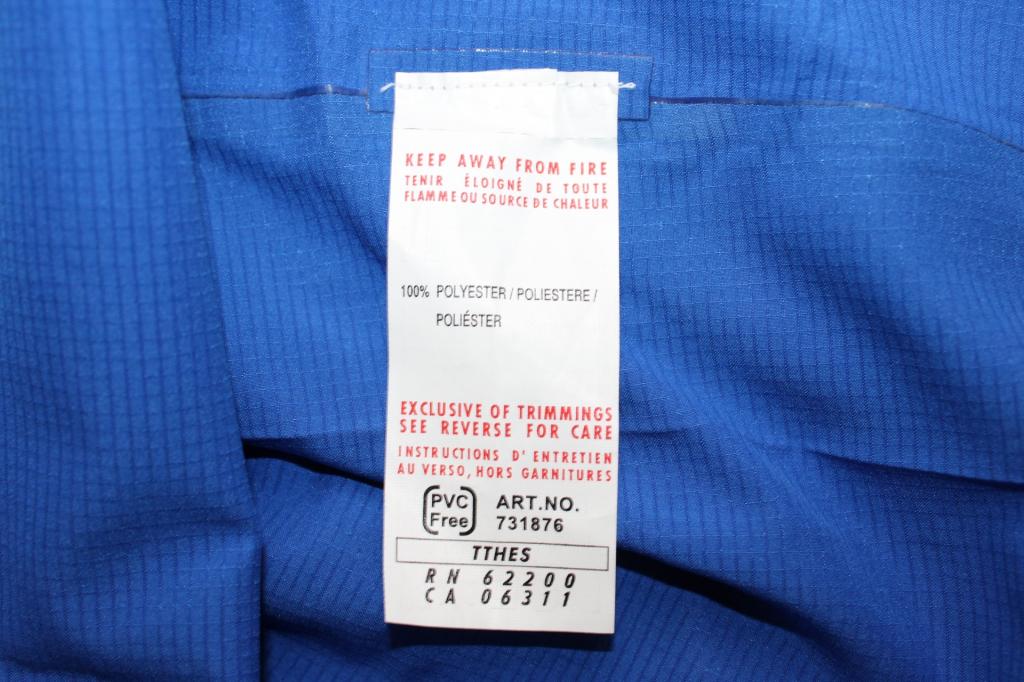 KEEP AWAY FROM FIRE
TENIR ÉLOIGNÉ DE TOUTE
FLAMME OU SOURCE DE CHALEUR
100% POLYESTER / POLIESTERE /
POLIÉSTER
EXCLUSIVE OF TRIMMINGS
SEE REVERSE FOR CARE
INSTRUCTIONS D' ENTRETIEN
AU VERSO, HORS GARNITURES
PVC
Free
ART.NO.
731876
TTHES
RN 62200
CA 06311